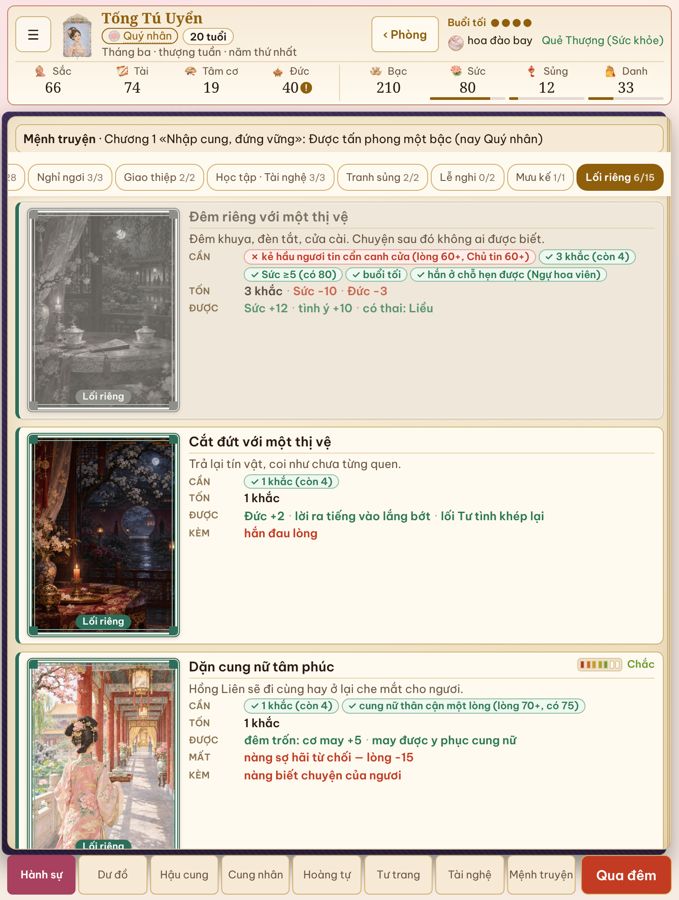 ☰
Tống Tú Uyển
Quý nhân
20 tuổi
Tháng ba · thượng tuần · năm thứ nhất
‹ Phòng
Buổi tối
hoa đào bay
Quẻ Thượng (Sức khỏe)
Sắc
66
Tài
74
Tâm cơ
19
Đức
40 !
Bạc
210
Sức
80
Sủng
12
Danh
33
Mệnh truyện · Chương 1 «Nhập cung, đứng vững»: Được tấn phong một bậc (nay Quý nhân)
Nghỉ ngơi 3/3
Giao thiệp 2/2
Học tập · Tài nghệ 3/3
Tranh sủng 2/2
Lễ nghi 0/2
Mưu kế 1/1
Lối riêng 6/15
Đêm riêng với một thị vệ
Đêm khuya, đèn tắt, cửa cài. Chuyện sau đó không ai được biết.
CẦN × kẻ hầu ngươi tin cẩn canh cửa (lòng 60+, Chủ tin 60+) ✓ 3 khắc (còn 4)
✓ Sức ≥5 (có 80) ✓ buổi tối ✓ hắn ở chỗ hẹn được (Ngự hoa viên)
TỐN 3 khắc · Sức −10 · Đức −3
ĐƯỢC Sức +12 · tình ý +10 · có thai: Liều
Lối riêng
Cắt đứt với một thị vệ
Trả lại tín vật, coi như chưa từng quen.
CẦN ✓ 1 khắc (còn 4)
TỐN 1 khắc
ĐƯỢC Đức +2 · lời ra tiếng vào lắng bớt · lối Tư tình khép lại
KÈM hắn đau lòng
Lối riêng
Dặn cung nữ tâm phúc
Chắc
Hồng Liên sẽ đi cùng hay ở lại che mắt cho ngươi.
CẦN ✓ 1 khắc (còn 4) ✓ cung nữ thân cận một lòng (lòng 70+, có 75)
TỐN 1 khắc
ĐƯỢC đêm trốn: cơ may +5 · may được y phục cung nữ
MẤT nàng sợ hãi từ chối — lòng -15
KÈM nàng biết chuyện của ngươi
Lối riêng
Hành sự
Dư đồ
Hậu cung
Cung nhân
Hoàng tự
Tư trang
Tài nghệ
Mệnh truyện
Qua đêm